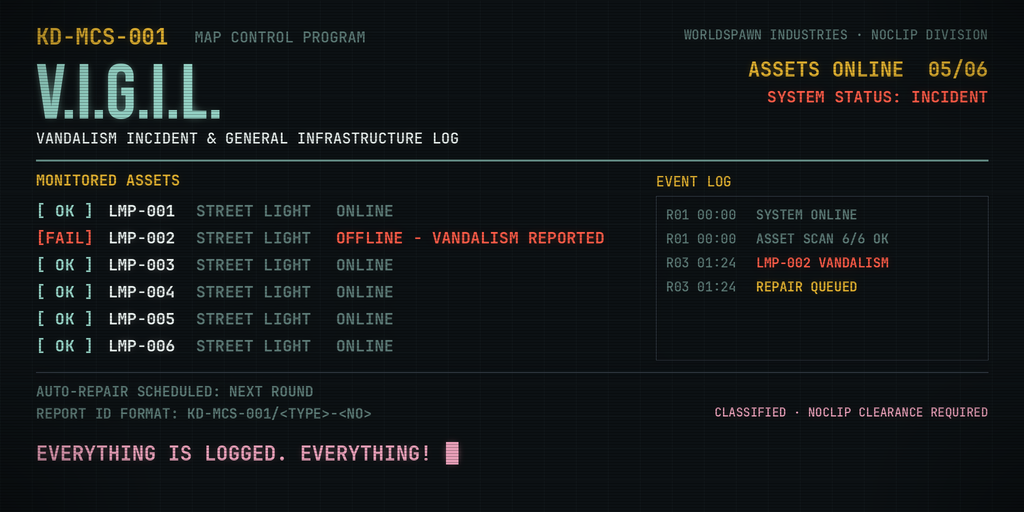 KD-MCS-001 MAP CONTROL PROGRAM
WORLDSPAWN INDUSTRIES · NOCLIP DIVISION
V.I.G.I.L.
ASSETS ONLINE 05/06
SYSTEM STATUS: INCIDENT
VANDALISM INCIDENT & GENERAL INFRASTRUCTURE LOG
MONITORED ASSETS
[ OK ] LMP-001 STREET LIGHT ONLINE
[FAIL] LMP-002 STREET LIGHT OFFLINE - VANDALISM REPORTED
[ OK ] LMP-003 STREET LIGHT ONLINE
[ OK ] LMP-004 STREET LIGHT ONLINE
[ OK ] LMP-005 STREET LIGHT ONLINE
[ OK ] LMP-006 STREET LIGHT ONLINE
EVENT LOG
R01 00:00 SYSTEM ONLINE
R01 00:00 ASSET SCAN 6/6 OK
R03 01:24 LMP-002 VANDALISM
R03 01:24 REPAIR QUEUED
AUTO-REPAIR SCHEDULED: NEXT ROUND
REPORT ID FORMAT: KD-MCS-001/<TYPE>-<NO>
CLASSIFIED · NOCLIP CLEARANCE REQUIRED
EVERYTHING IS LOGGED. EVERYTHING!